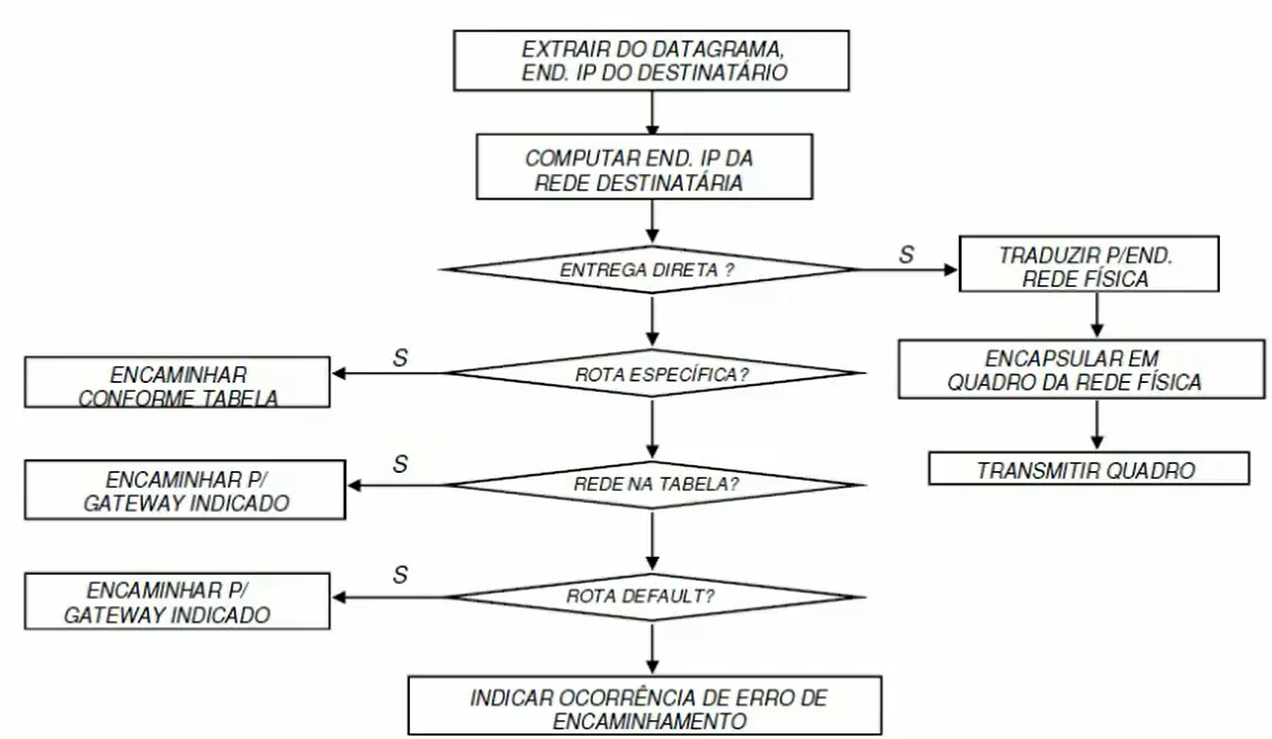 EXTRAIR DO DATAGRAMA,
END. IP DO DESTINATÁRIO
COMPUTAR END. IP DA
REDE DESTINATÁRIA
ENTREGA DIRETA ?
S
TRADUZIR P/END.
REDE FÍSICA
ENCAPSULAR EM
QUADRO DA REDE FÍSICA
TRANSMITIR QUADRO
ROTA ESPECÍFICA?
S
ENCAMINHAR
CONFORME TABELA
REDE NA TABELA?
S
ENCAMINHAR P/
GATEWAY INDICADO
ROTA DEFAULT?
S
ENCAMINHAR P/
GATEWAY INDICADO
INDICAR OCORRÊNCIA DE ERRO DE
ENCAMINHAMENTO